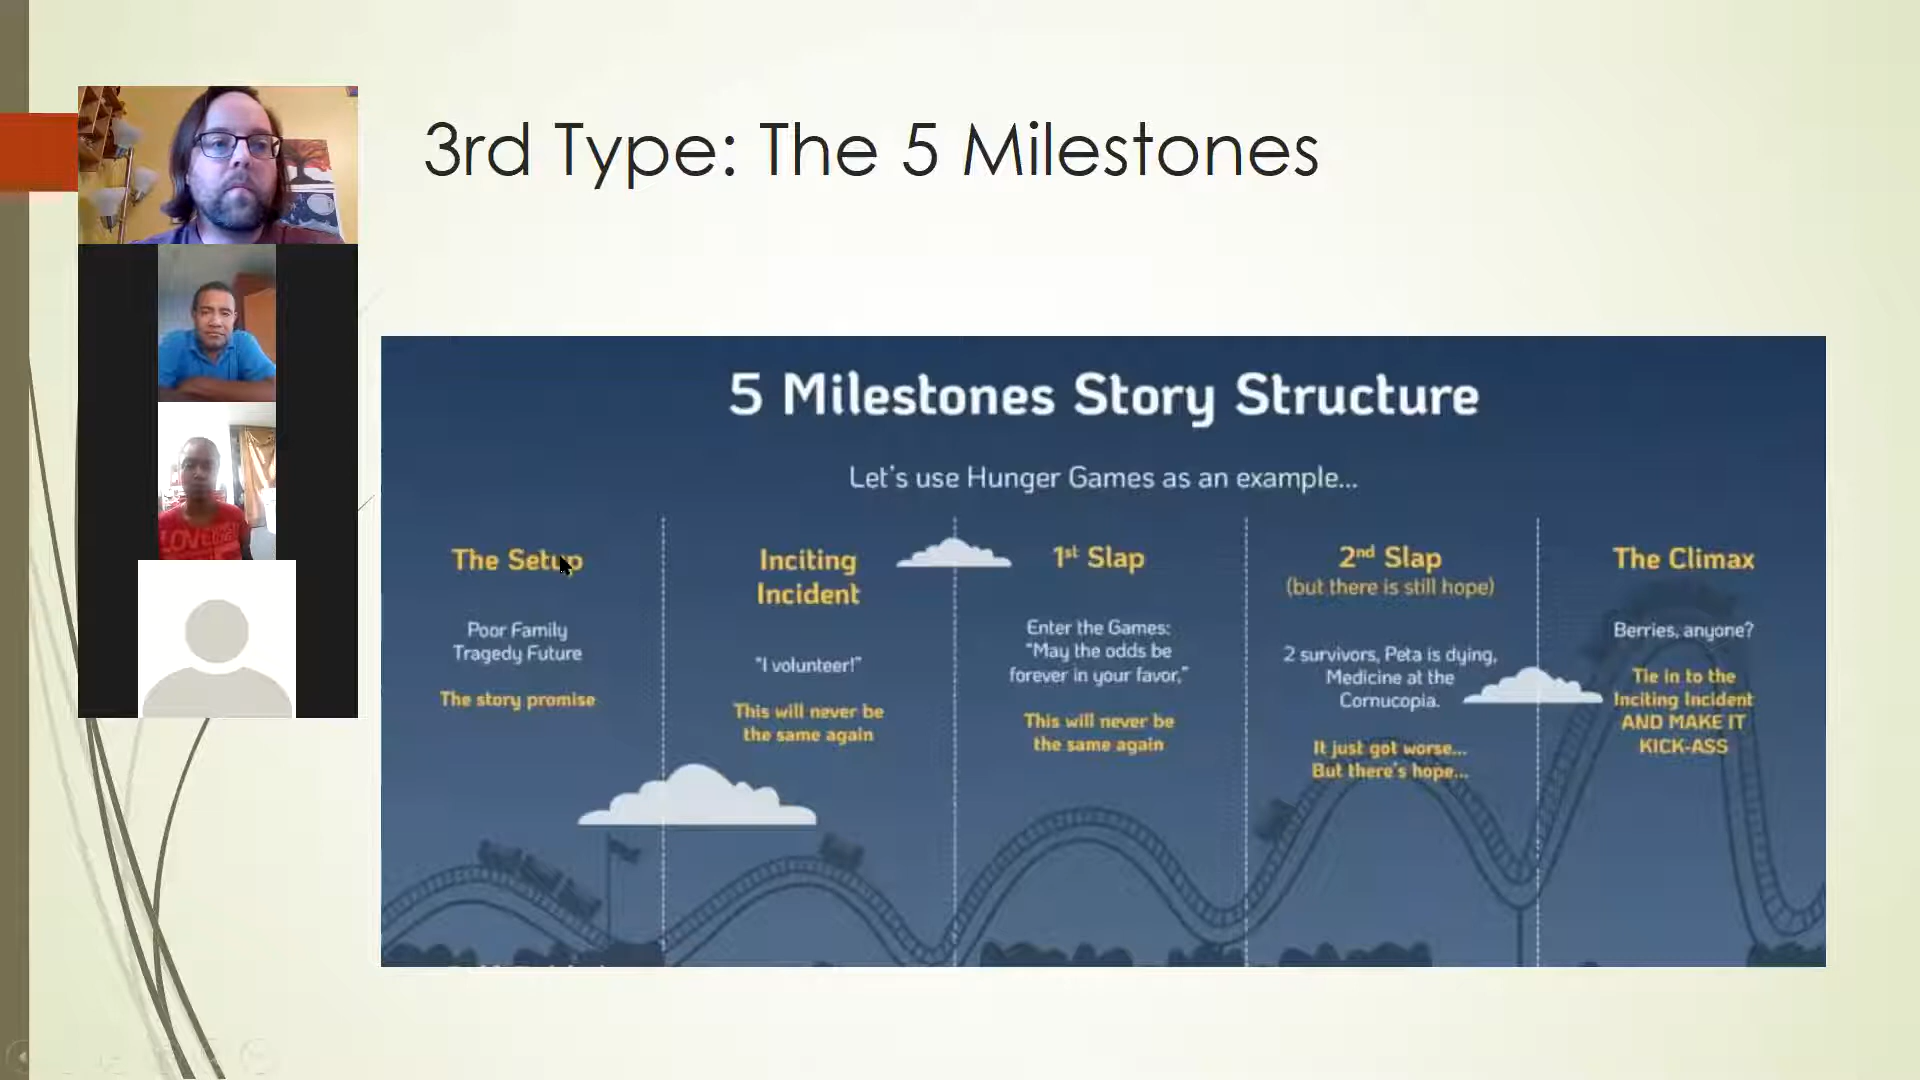 3rd Type: The 5 Milestones
5 Milestones Story Structure
Let's use Hunger Games as an example...
The Setup
Poor Family
Tragedy Future
The story promise
Inciting
Incident
"I volunteer!"
This will never be
the same again
1st Slap
Enter the Games:
"May the odds be
forever in your favor,"
This will never be
the same again
2nd Slap
(but there is still hope)
2 survivors, Peta is dying,
Medicine at the
Cornucopia.
It just got worse...
But there's hope...
The Climax
Berries, anyone?
Tie in to the
Inciting Incident
AND MAKE IT
KICK-ASS
LOVE